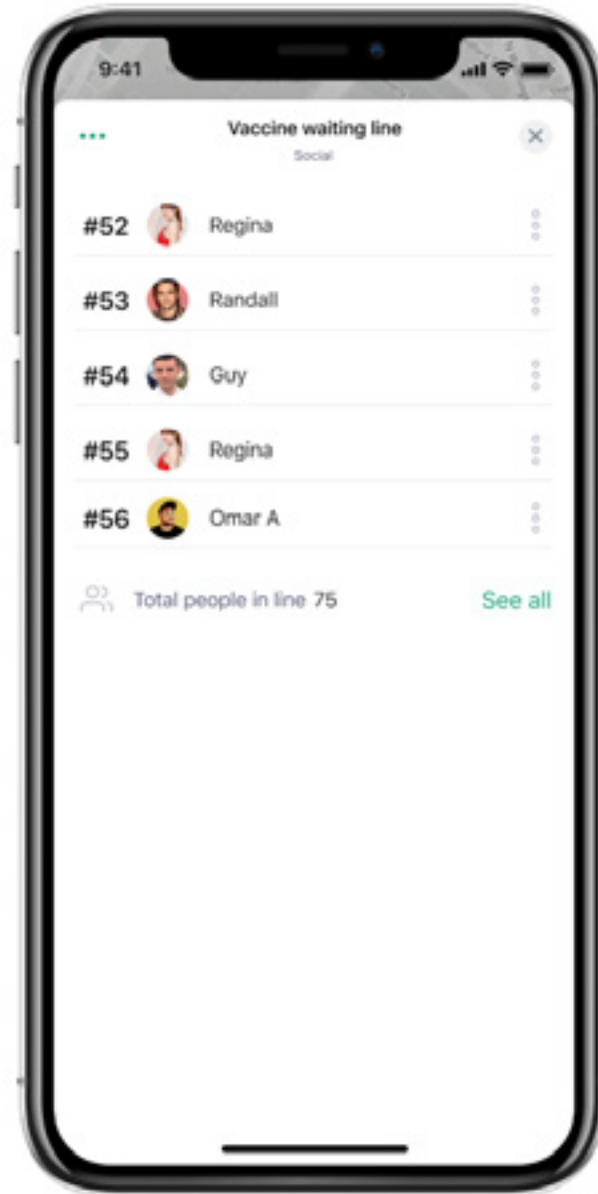 9:41
Vaccine waiting line
Social
#52 Regina
#53 Randall
#54 Guy
#55 Regina
#56 Omar A
Total people in line 75 See all